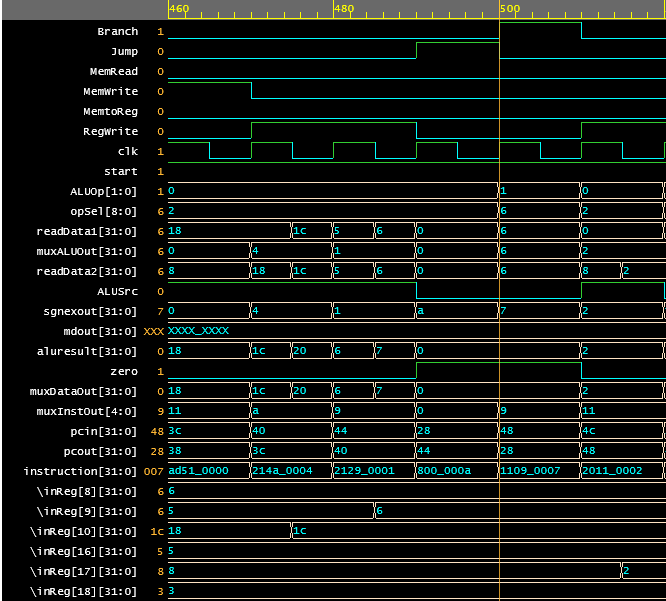 460 480 500
Branch 1
Jump 0
MemRead 0
MemWrite 0
MemtoReg 0
RegWrite 0
clk 1
start 1
ALUOp[1:0] 1 0 1 0
opSel[8:0] 6 2 6 2
readData1[31:0] 6 18 1c 5 6 0 6 0
muxALUOut[31:0] 6 0 4 1 0 6 2
readData2[31:0] 6 8 18 1c 5 6 0 6 8 2
ALUSrc 0
sgnexout[31:0] 7 0 4 1 a 7 2
mdout[31:0] XXX XXXX_XXXX
aluresult[31:0] 0 18 1c 20 6 7 0 2
zero 1
muxDataOut[31:0] 0 18 1c 20 6 7 0 2
muxInstOut[4:0] 9 11 a 9 0 9 11
pcin[31:0] 48 3c 40 44 28 48 4c
pcout[31:0] 28 38 3c 40 44 28 48
instruction[31:0] 007 ad51_0000 214a_0004 2129_0001 800_000a 1109_0007 2011_0002
\inReg[8][31:0] 6 6
\inReg[9][31:0] 6 5 6
\inReg[10][31:0] 1c 18 1c
\inReg[16][31:0] 5 5
\inReg[17][31:0] 8 8 2
\inReg[18][31:0] 3 3